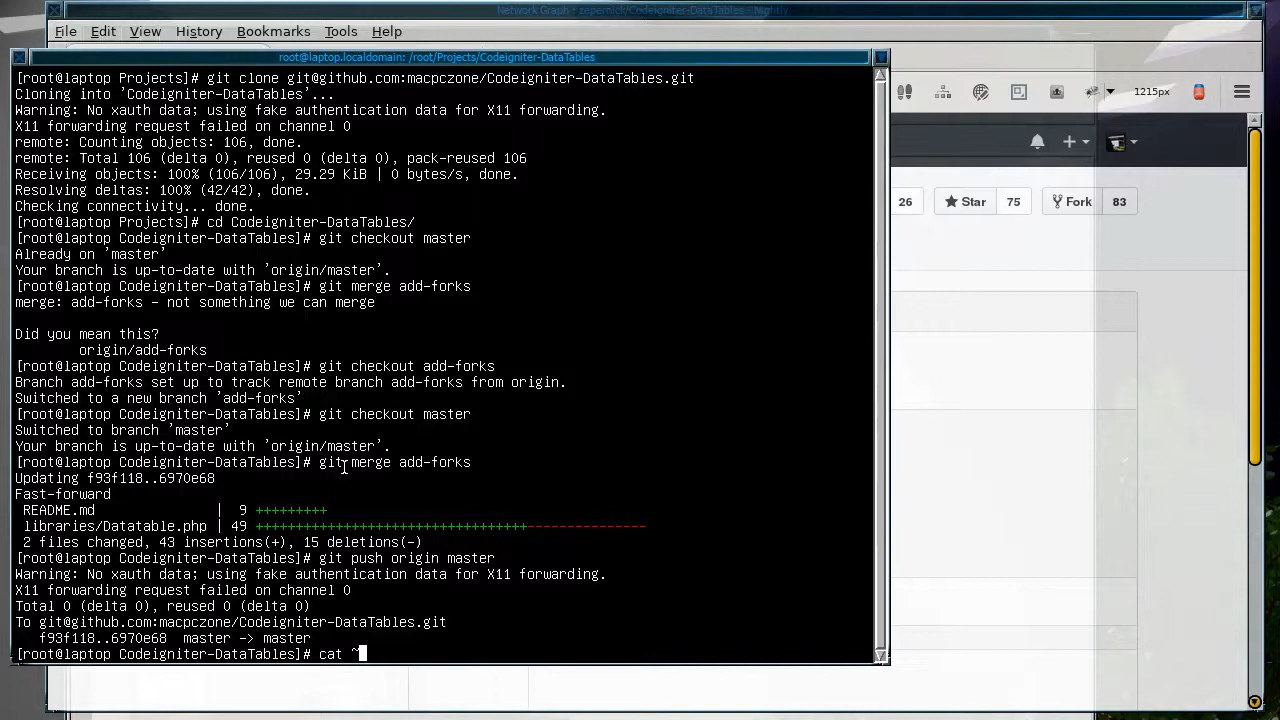 Network Graph · zepernick/Codeigniter-DataTables - Nightly
File Edit View History Bookmarks Tools Help
root@laptop.localdomain: /root/Projects/Codeigniter-DataTables
1215px
26 Star 75 Fork 83
[root@laptop Projects]# git clone git@github.com:macpczone/Codeigniter-DataTables.git
Cloning into 'Codeigniter-DataTables'...
Warning: No xauth data; using fake authentication data for X11 forwarding.
X11 forwarding request failed on channel 0
remote: Counting objects: 106, done.
remote: Total 106 (delta 0), reused 0 (delta 0), pack-reused 106
Receiving objects: 100% (106/106), 29.29 KiB | 0 bytes/s, done.
Resolving deltas: 100% (42/42), done.
Checking connectivity... done.
[root@laptop Projects]# cd Codeigniter-DataTables/
[root@laptop Codeigniter-DataTables]# git checkout master
Already on 'master'
Your branch is up-to-date with 'origin/master'.
[root@laptop Codeigniter-DataTables]# git merge add-forks
merge: add-forks - not something we can merge
Did you mean this?
origin/add-forks
[root@laptop Codeigniter-DataTables]# git checkout add-forks
Branch add-forks set up to track remote branch add-forks from origin.
Switched to a new branch 'add-forks'
[root@laptop Codeigniter-DataTables]# git checkout master
Switched to branch 'master'
Your branch is up-to-date with 'origin/master'.
[root@laptop Codeigniter-DataTables]# git merge add-forks
Updating f93f118..6970e68
Fast-forward
README.md | 9 +++++++++
libraries/Datatable.php | 49 ++++++++++++++++++++++++++++++++++---------------
2 files changed, 43 insertions(+), 15 deletions(-)
[root@laptop Codeigniter-DataTables]# git push origin master
Warning: No xauth data; using fake authentication data for X11 forwarding.
X11 forwarding request failed on channel 0
Total 0 (delta 0), reused 0 (delta 0)
To git@github.com:macpczone/Codeigniter-DataTables.git
f93f118..6970e68 master -> master
[root@laptop Codeigniter-DataTables]# cat ~